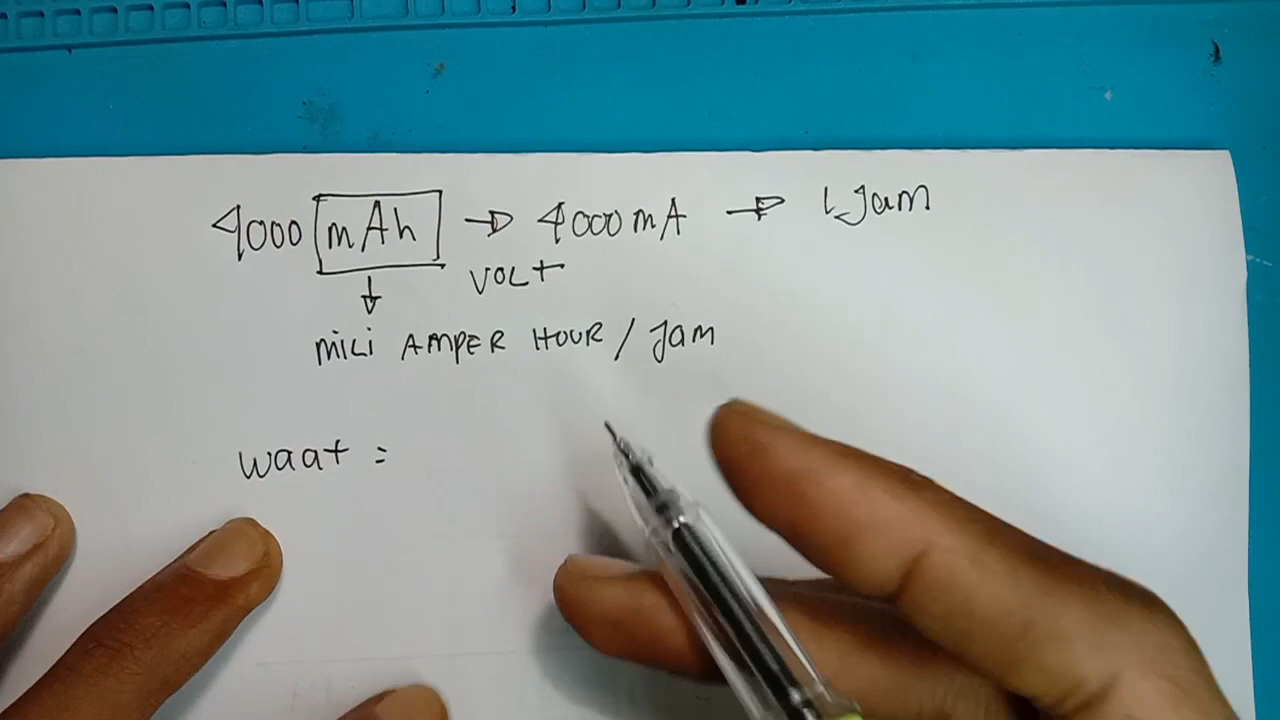 4000 mAh → 4000 mA → 1 Jam
VOLT
MILI AMPER HOUR / Jam
waat =